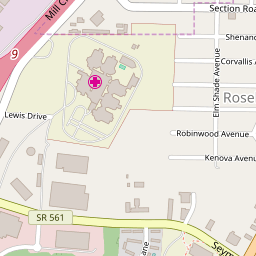 Section Roa
Mill C
Shenand
9
Corvallis A
Elm Shade Avenue
Rose
Lewis Drive
Robinwood Avenue
Kenova Avenu
SR 561
Seym
ane